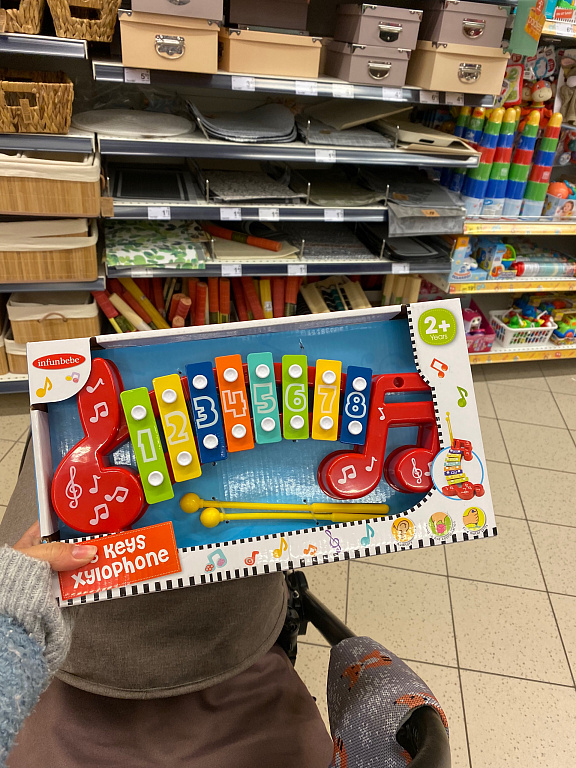 infunbebe
2+
Years
1 2 3 4 5 6 7 8
Keys
Xylophone